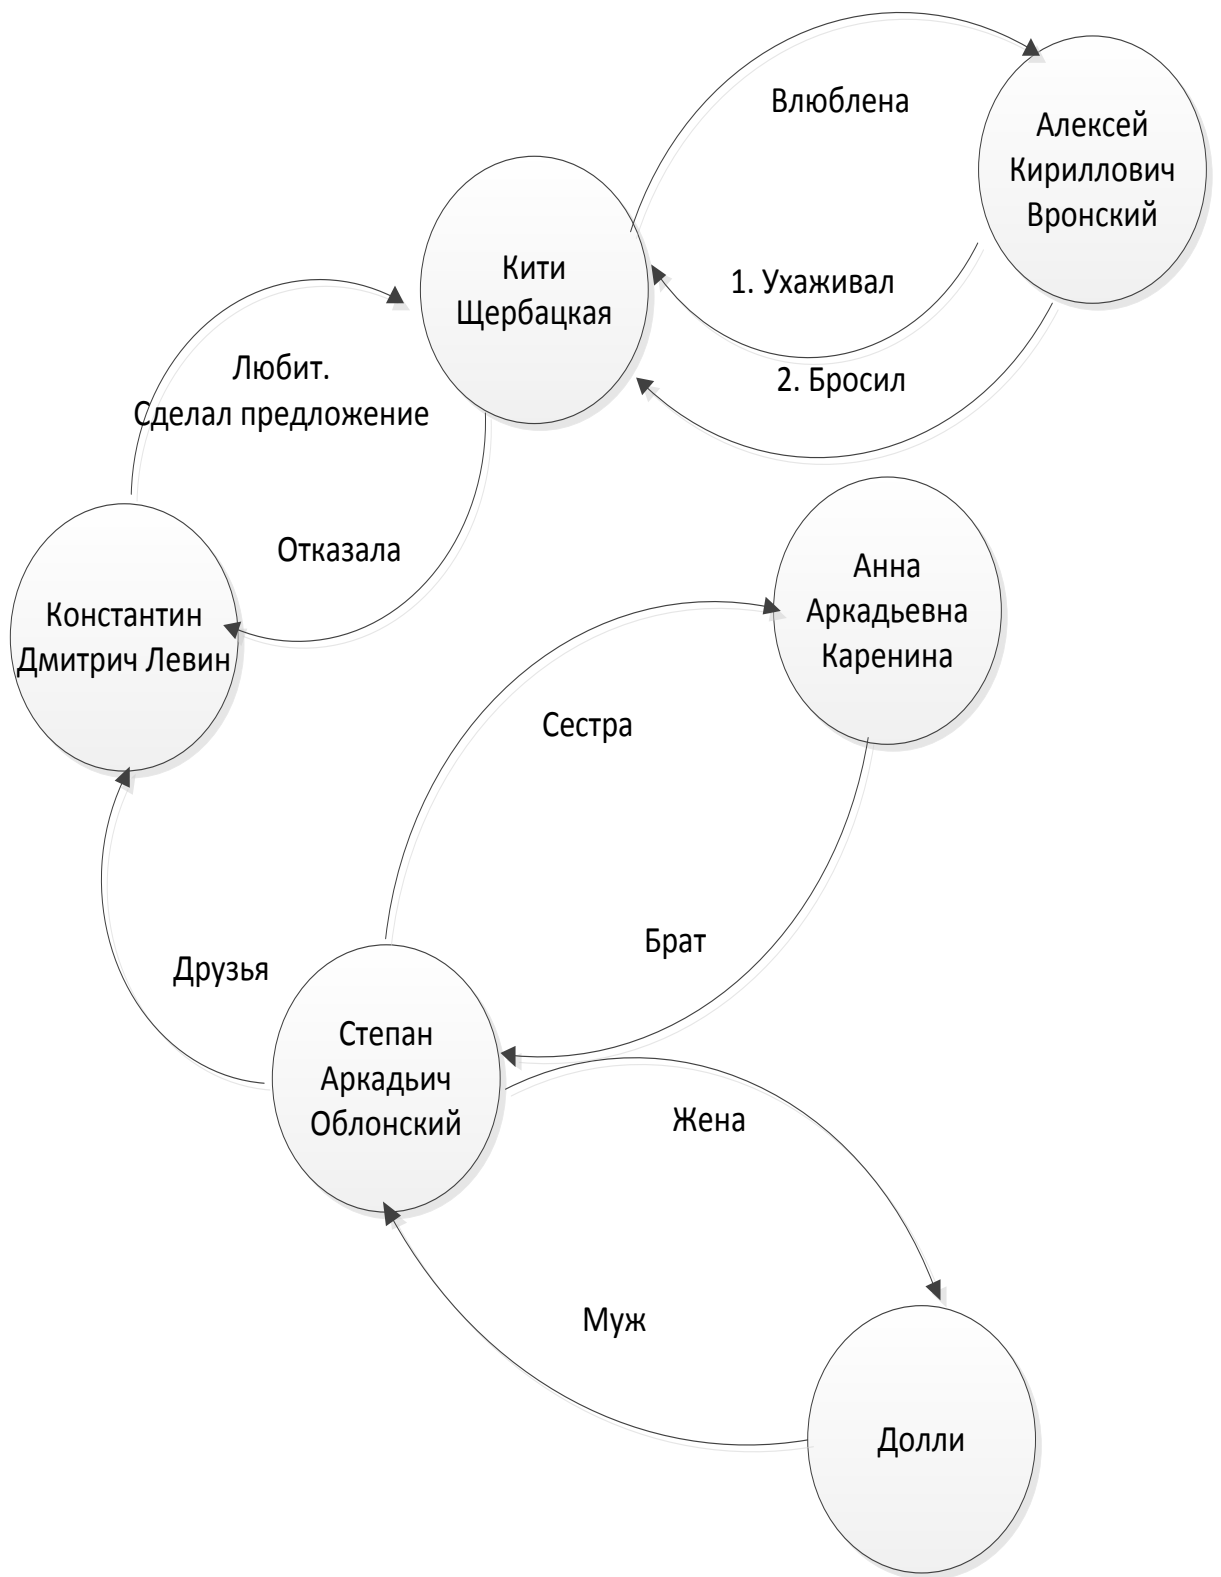 Влюблена
Алексей
Кириллович
Вронский
Кити
Щербацкая
1. Ухаживал
2. Бросил
Любит.
Сделал предложение
Отказала
Константин
Дмитрич Левин
Анна
Аркадьевна
Каренина
Сестра
Брат
Друзья
Степан
Аркадьич
Облонский
Жена
Муж
Долли